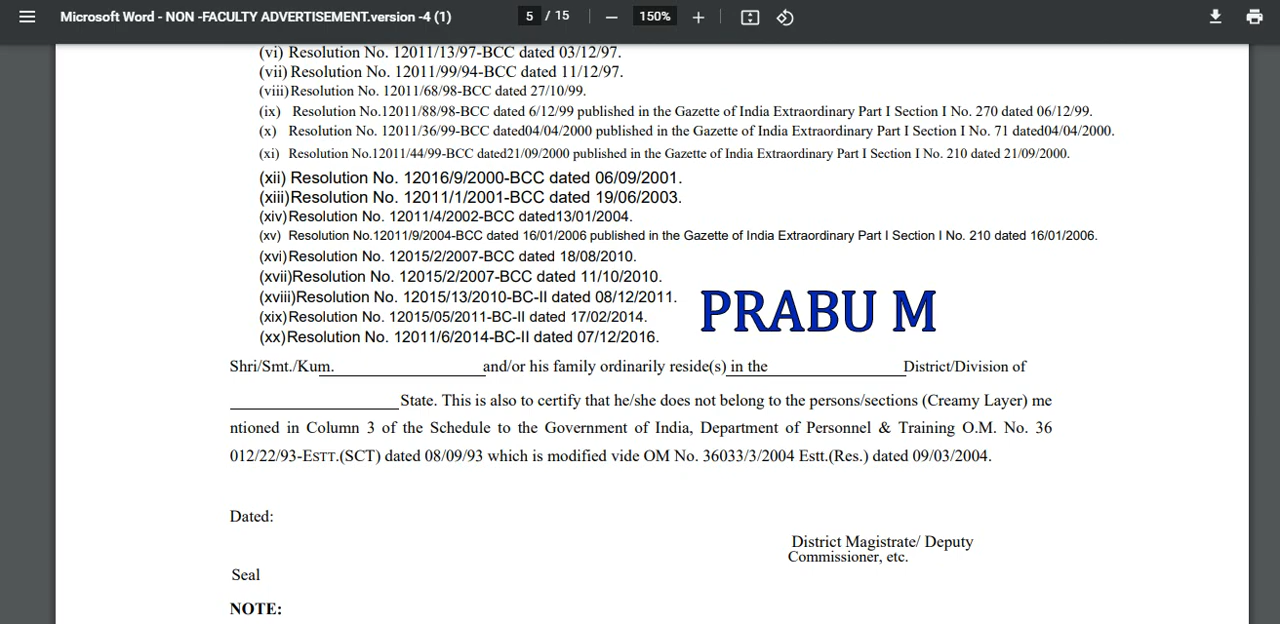 Microsoft Word - NON -FACULTY ADVERTISEMENT.version -4 (1)
5 / 15
150%
(vi) Resolution No. 12011/13/97-BCC dated 03/12/97.
(vii) Resolution No. 12011/99/94-BCC dated 11/12/97.
(viii)Resolution No. 12011/68/98-BCC dated 27/10/99.
(ix) Resolution No.12011/88/98-BCC dated 6/12/99 published in the Gazette of India Extraordinary Part I Section I No. 270 dated 06/12/99.
(x) Resolution No. 12011/36/99-BCC dated04/04/2000 published in the Gazette of India Extraordinary Part I Section I No. 71 dated04/04/2000.
(xi) Resolution No.12011/44/99-BCC dated21/09/2000 published in the Gazette of India Extraordinary Part I Section I No. 210 dated 21/09/2000.
(xii) Resolution No. 12016/9/2000-BCC dated 06/09/2001.
(xiii)Resolution No. 12011/1/2001-BCC dated 19/06/2003.
(xiv)Resolution No. 12011/4/2002-BCC dated13/01/2004.
(xv) Resolution No.12011/9/2004-BCC dated 16/01/2006 published in the Gazette of India Extraordinary Part I Section I No. 210 dated 16/01/2006.
(xvi) Resolution No. 12015/2/2007-BCC dated 18/08/2010.
(xvii)Resolution No. 12015/2/2007-BCC dated 11/10/2010.
(xviii)Resolution No. 12015/13/2010-BC-II dated 08/12/2011.
(xix)Resolution No. 12015/05/2011-BC-II dated 17/02/2014.
(xx)Resolution No. 12011/6/2014-BC-II dated 07/12/2016.
PRABU M
Shri/Smt./Kum. and/or his family ordinarily reside(s) in the District/Division of
State. This is also to certify that he/she does not belong to the persons/sections (Creamy Layer) me
ntioned in Column 3 of the Schedule to the Government of India, Department of Personnel & Training O.M. No. 36
012/22/93-ESTT.(SCT) dated 08/09/93 which is modified vide OM No. 36033/3/2004 Estt.(Res.) dated 09/03/2004.
Dated:
District Magistrate/ Deputy
Commissioner, etc.
Seal
NOTE: